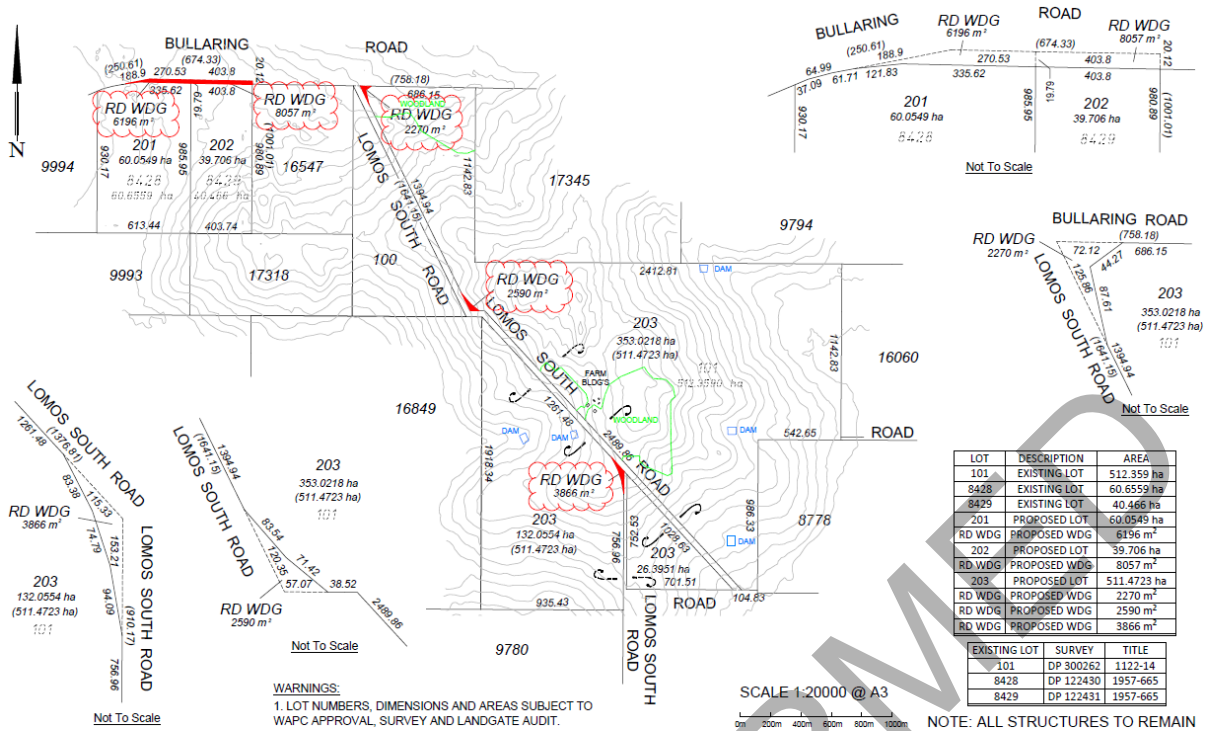 BULLARING ROAD
(674.33)
(250.61)
188.9
270.53
403.8
20.12
335.62
403.8
19.79
RD WDG
6196 m²
RD WDG
8057 m²
(758.18)
686.15
WOODLAND
RD WDG
2270 m²
201
60.0549 ha
8428
60.6559 ha
202
39.706 ha
8429
40.466 ha
930.17
985.95
980.89
(1001.01)
613.44
403.74
9994
16547
17345
9794
9993
17318
100
LOMOS SOUTH ROAD
1394.94
(1641.15)
1142.83
N
RD WDG
2590 m²
2412.81
DAM
203
353.0218 ha
(511.4723 ha)
101
512.3590 ha
1142.83
16060
LOMOS SOUTH ROAD
FARM
BLDG'S
WOODLAND
1261.48
2489.86
16849
1918.34
DAM
DAM
DAM
542.65
ROAD
RD WDG
3866 m²
203
132.0554 ha
(511.4723 ha)
756.96
752.53
1028.63
986.33
8778
DAM
203
26.3951 ha
701.51
935.43
ROAD
104.83
LOMOS SOUTH
ROAD
9780
BULLARING ROAD
RD WDG
6196 m²
RD WDG
8057 m²
(674.33)
(250.61)
188.9
270.53
403.8
20.12
64.99
37.09
61.71
121.83
335.62
403.8
19.79
201
60.0549 ha
8428
202
39.706 ha
8429
930.17
985.95
980.89
(1001.01)
Not To Scale
BULLARING ROAD
(758.18)
RD WDG
2270 m²
72.12
686.15
44.27
125.86
87.61
LOMOS SOUTH ROAD
(1641.15)
1394.94
203
353.0218 ha
(511.4723 ha)
101
Not To Scale
LOMOS SOUTH ROAD
1261.48
(1376.81)
83.38
115.33
RD WDG
3866 m²
74.79
153.21
94.09
203
132.0554 ha
(511.4723 ha)
101
LOMOS SOUTH ROAD
(910.17)
756.96
Not To Scale
LOMOS SOUTH ROAD
(1641.15)
1394.94
203
353.0218 ha
(511.4723 ha)
101
83.54
120.35
71.42
57.07
38.52
2489.86
RD WDG
2590 m²
Not To Scale
LOT DESCRIPTION AREA
101 EXISTING LOT 512.359 ha
8428 EXISTING LOT 60.6559 ha
8429 EXISTING LOT 40.466 ha
201 PROPOSED LOT 60.0549 ha
RD WDG PROPOSED WDG 6196 m²
202 PROPOSED LOT 39.706 ha
RD WDG PROPOSED WDG 8057 m²
203 PROPOSED LOT 511.4723 ha
RD WDG PROPOSED WDG 2270 m²
RD WDG PROPOSED WDG 2590 m²
RD WDG PROPOSED WDG 3866 m²
EXISTING LOT SURVEY TITLE
101 DP 300262 1122-14
8428 DP 122430 1957-665
8429 DP 122431 1957-665
WARNINGS:
1. LOT NUMBERS, DIMENSIONS AND AREAS SUBJECT TO
WAPC APPROVAL, SURVEY AND LANDGATE AUDIT.
SCALE 1:20000 @ A3
0m 200m 400m 600m 800m 1000m
NOTE: ALL STRUCTURES TO REMAIN